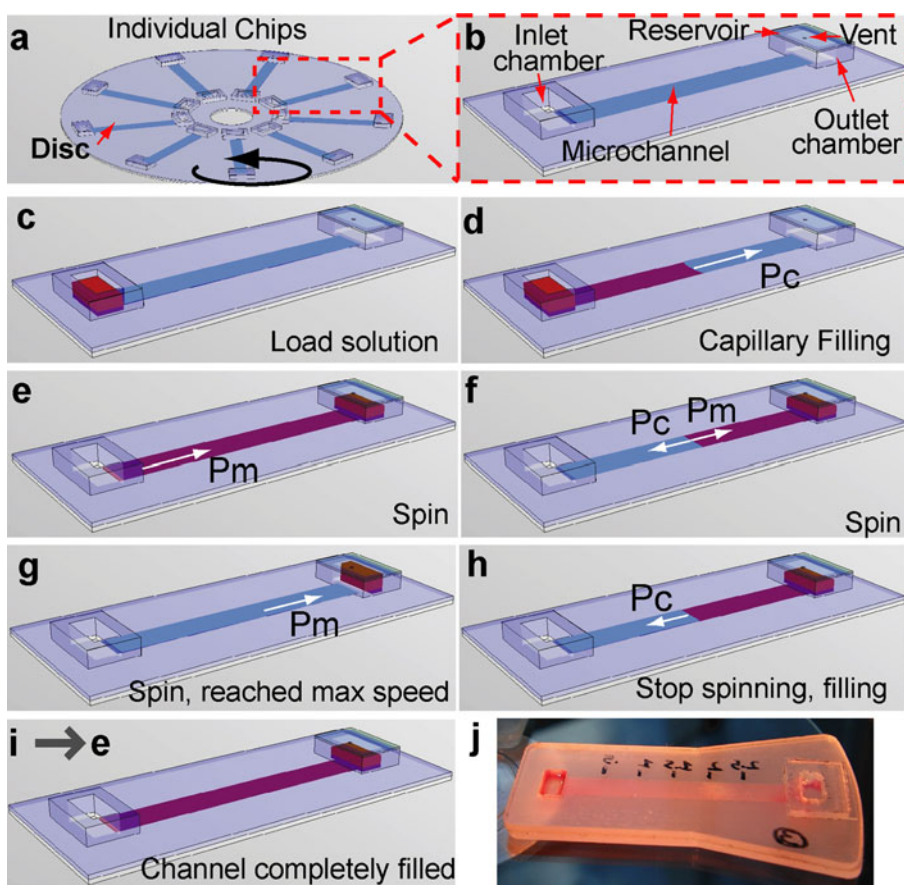 a
Individual Chips
Disc
b
Inlet
chamber
Reservoir
Vent
Microchannel
Outlet
chamber
c
Load solution
d
Pc
Capillary Filling
e
Pm
Spin
f
Pc
Pm
Spin
g
Pm
Spin, reached max speed
h
Pc
Stop spinning, filling
i → e
Channel completely filled
j